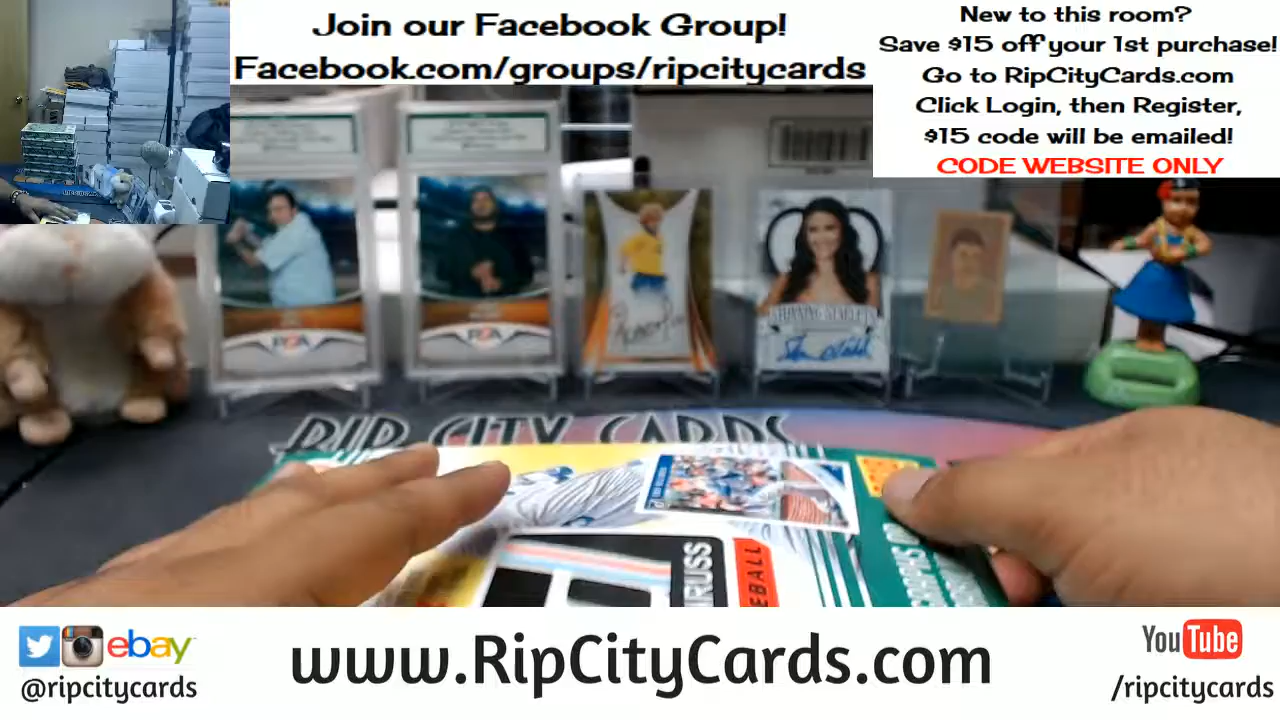 Join our Facebook Group!
Facebook.com/groups/ripcitycards
New to this room?
Save $15 off your 1st purchase!
Go to RipCityCards.com
Click Login, then Register,
$15 code will be emailed!
CODE WEBSITE ONLY
RIP CITY CARDS
BASEBALL
ebay
@ripcitycards
www.RipCityCards.com
YouTube
/ripcitycards